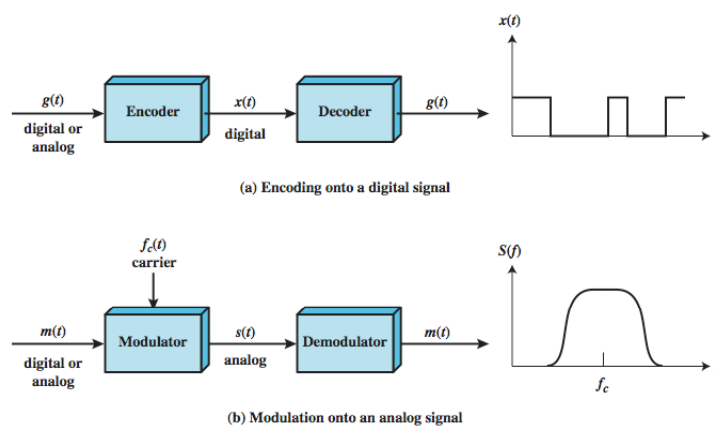 x(t)
g(t)
Encoder
x(t)
Decoder
g(t)
digital or
analog
digital
(a) Encoding onto a digital signal
fc(t)
carrier
S(f)
m(t)
Modulator
s(t)
Demodulator
m(t)
digital or
analog
analog
fc
(b) Modulation onto an analog signal